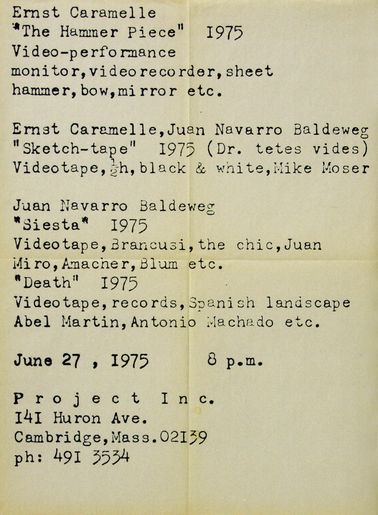 Ernst Caramelle
"The Hammer Piece"  1975
Video-performance
monitor,videorecorder,sheet
hammer,bow,mirror etc.
Ernst Caramelle,Juan Navarro Baldeweg
"Sketch-tape"  1975 (Dr. tetes vides)
Videotape,½h,black & white,Mike Moser
Juan Navarro Baldeweg
"Siesta"  1975
Videotape,Brancusi,the chic,Juan
Miro,Amacher,Blum etc.
"Death"  1975
Videotape,records,Spanish landscape
Abel Martin,Antonio Machado etc.
June 27 , 1975      8 p.m.
P r o j e c t  I n c.
141 Huron Ave.
Cambridge,Mass.02139
ph: 491 3534